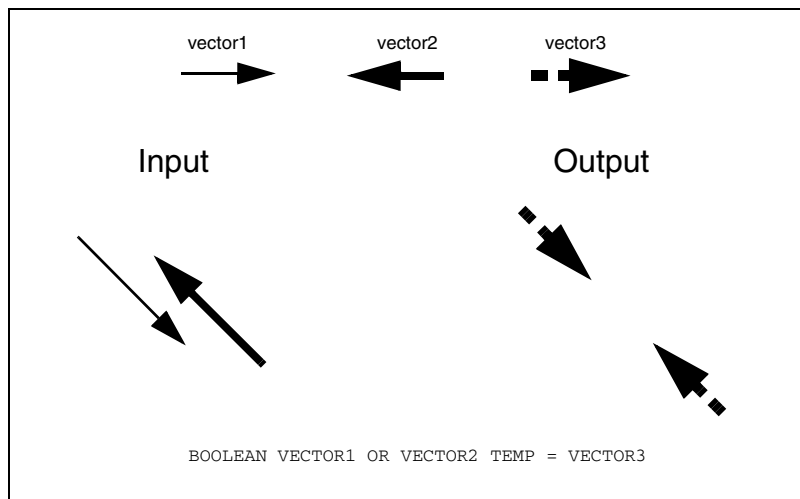 vector1 vector2 vector3
Input Output
BOOLEAN VECTOR1 OR VECTOR2 TEMP = VECTOR3